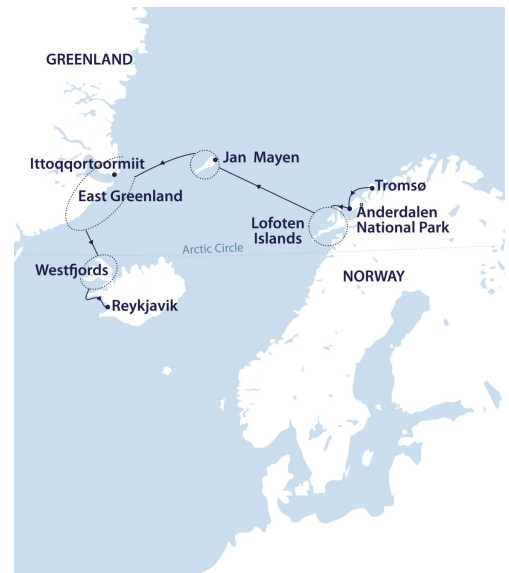 GREENLAND
Jan Mayen
Ittoqqortoormiit
Tromsø
East Greenland
Ånderdalen
National Park
Lofoten
Islands
Arctic Circle
Westfjords
NORWAY
Reykjavik